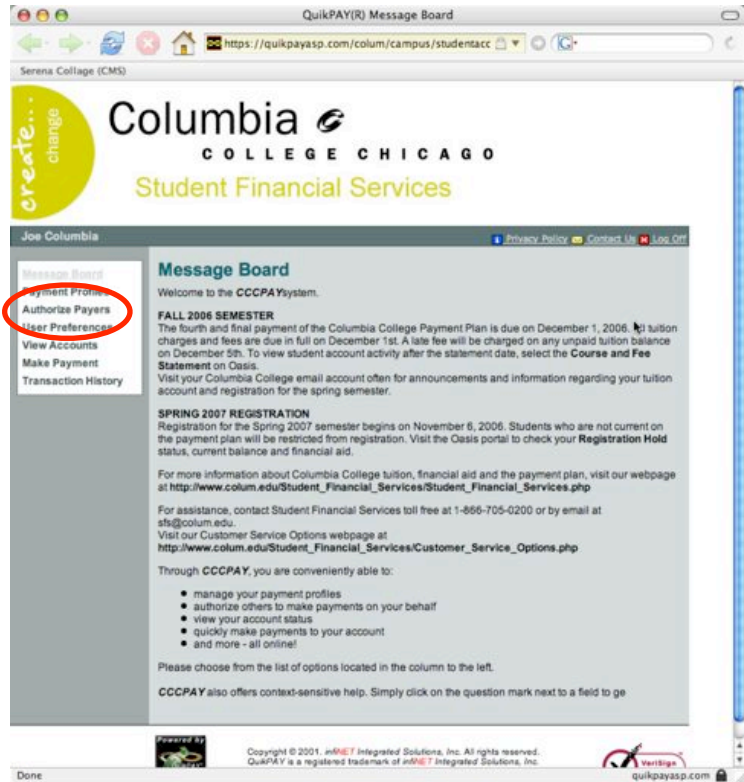 QuikPAY(R) Message Board
https://quikpayasp.com/colum/campus/studentacc
G
Serena Collage (CMS)
create...
change
Columbia
COLLEGE CHICAGO
Student Financial Services
Joe Columbia
Privacy Policy Contact Us Log Off
Message Board
Payment Profiles
Authorize Payers
User Preferences
View Accounts
Make Payment
Transaction History
Message Board
Welcome to the CCCPAYsystem.
FALL 2006 SEMESTER
The fourth and final payment of the Columbia College Payment Plan is due on December 1, 2006. tuition
charges and fees are due in full on December 1st. A late fee will be charged on any unpaid tuition balance
on December 5th. To view student account activity after the statement date, select the Course and Fee
Statement on Oasis.
Visit your Columbia College email account often for announcements and information regarding your tuition
account and registration for the spring semester.
SPRING 2007 REGISTRATION
Registration for the Spring 2007 semester begins on November 6, 2006. Students who are not current on
the payment plan will be restricted from registration. Visit the Oasis portal to check your Registration Hold
status, current balance and financial aid.
For more information about Columbia College tuition, financial aid and the payment plan, visit our webpage
at http://www.colum.edu/Student_Financial_Services/Student_Financial_Services.php
For assistance, contact Student Financial Services toll free at 1-866-705-0200 or by email at
sfs@colum.edu.
Visit our Customer Service Options webpage at
http://www.colum.edu/Student_Financial_Services/Customer_Service_Options.php
Through CCCPAY, you are conveniently able to:
manage your payment profiles
authorize others to make payments on your behalf
view your account status
quickly make payments to your account
and more - all online!
Please choose from the list of options located in the column to the left.
CCCPAY also offers context-sensitive help. Simply click on the question mark next to a field to ge
Powered by
Copyright © 2001. infiNET Integrated Solutions, Inc. All rights reserved.
QuikPAY is a registered trademark of infiNET Integrated Solutions, Inc.
VeriSign
Done
quikpayasp.com